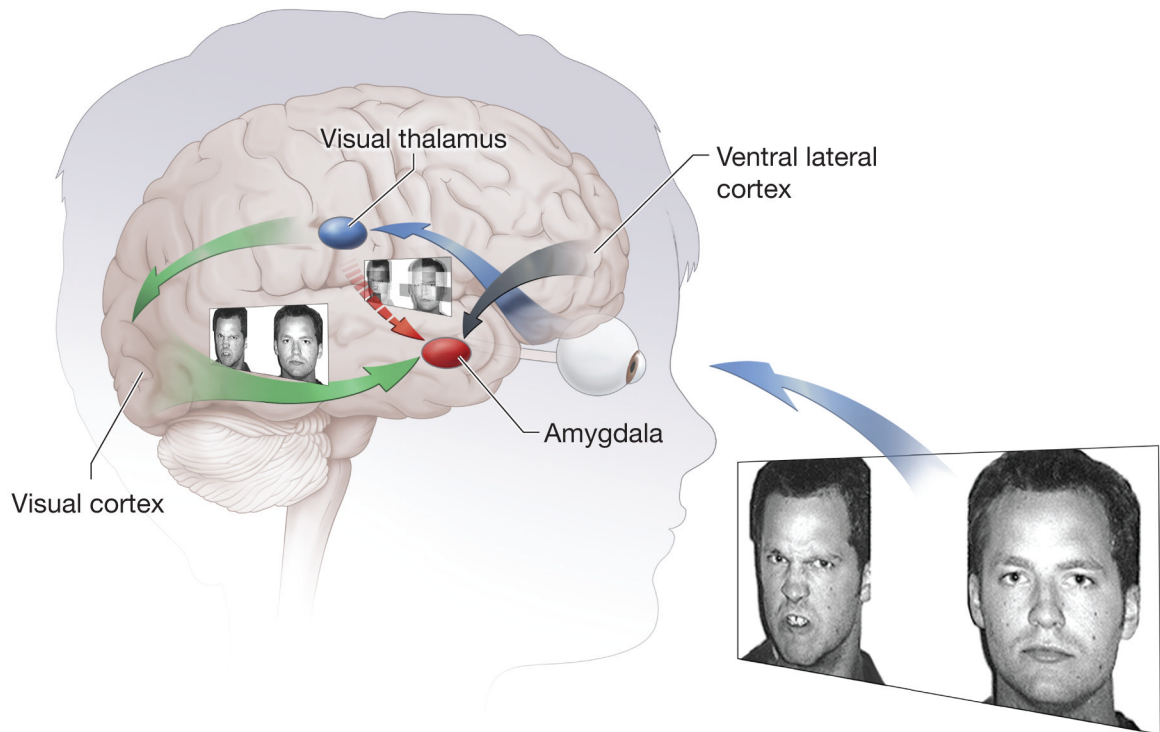 Visual thalamus
Ventral lateral
cortex
Amygdala
Visual cortex